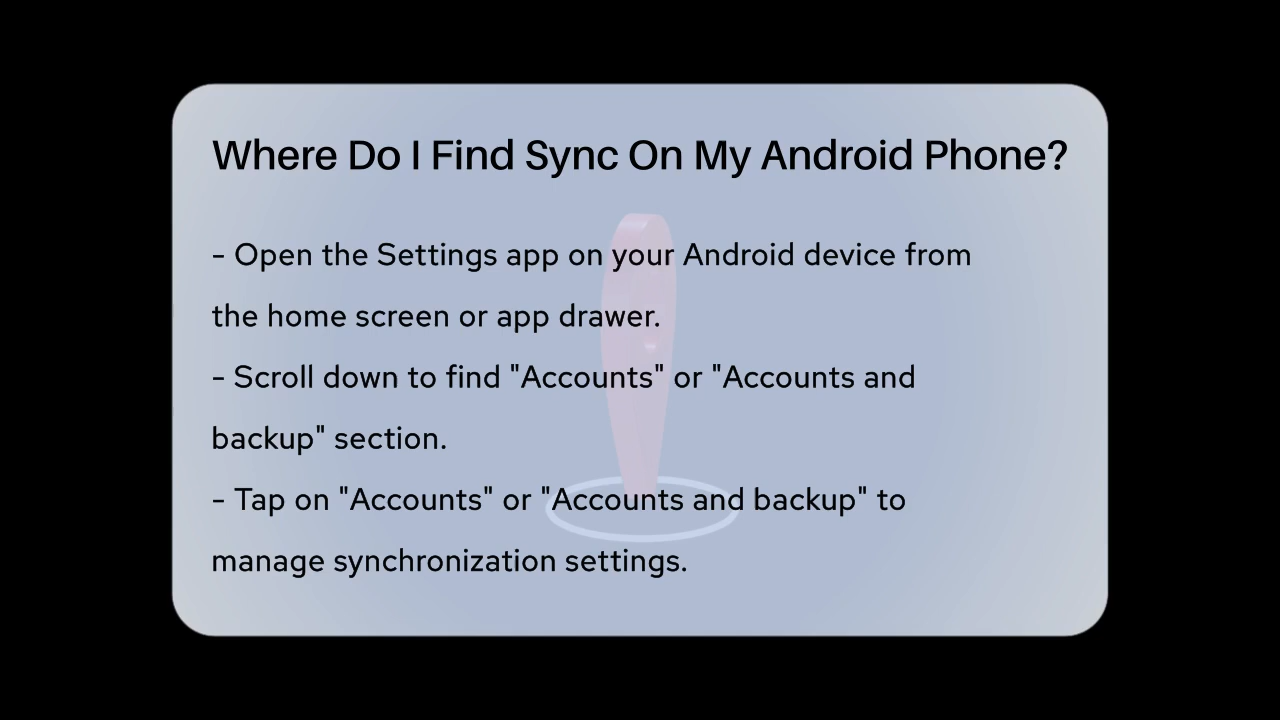 Where Do I Find Sync On My Android Phone?
- Open the Settings app on your Android device from
the home screen or app drawer.
- Scroll down to find "Accounts" or "Accounts and
backup" section.
- Tap on "Accounts" or "Accounts and backup" to
manage synchronization settings.